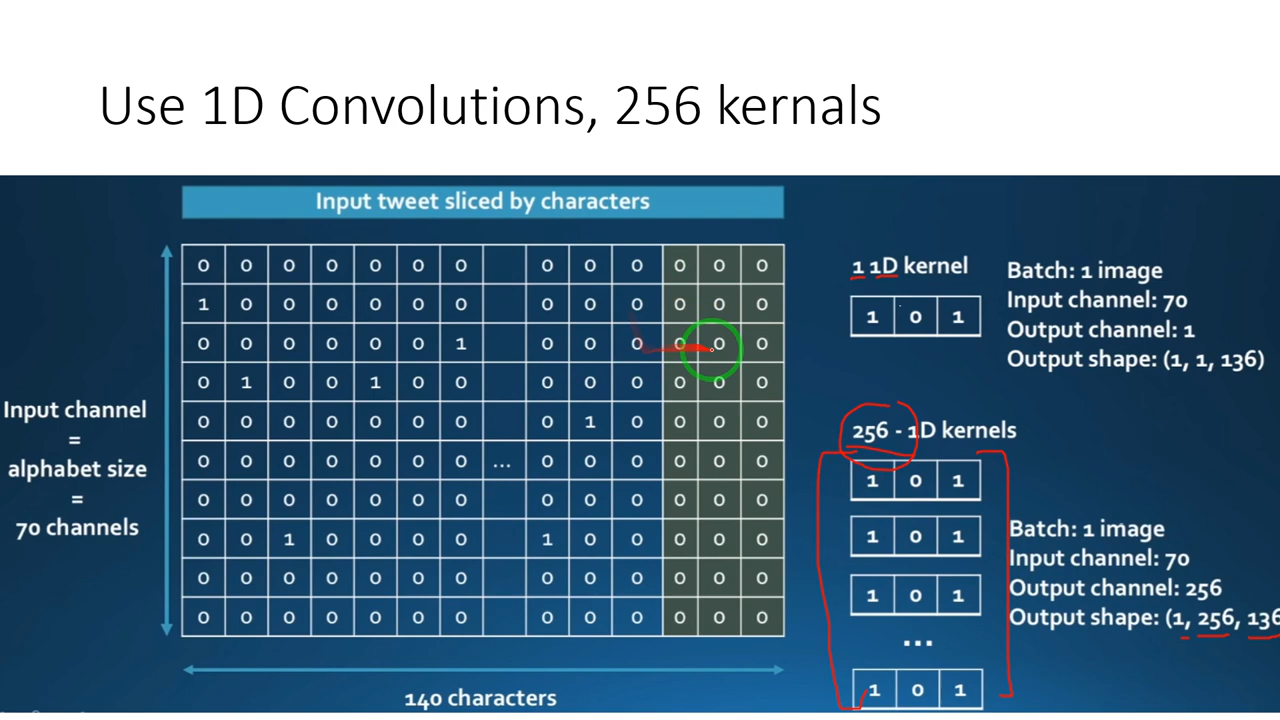 Use 1D Convolutions, 256 kernals
Input tweet sliced by characters
0 0 0 0 0 0 0 0 0 0 0 0 0
1 0 0 0 0 0 0 0 0 0 0 0 0
0 0 0 0 0 0 1 0 0 0 0 0 0
0 1 0 0 1 0 0 0 0 0 0 0 0
0 0 0 0 0 0 0 0 1 0 0 0 0
0 0 0 0 0 0 0 ... 0 0 0 0 0 0
0 0 0 0 0 0 0 0 0 0 0 0 0
0 0 1 0 0 0 0 1 0 0 0 0 0
0 0 0 0 0 0 0 0 0 0 0 0 0
0 0 0 0 0 0 0 0 0 0 0 0 0
Input channel
=
alphabet size
=
70 channels
140 characters
1 1D kernel
1 0 1
Batch: 1 image
Input channel: 70
Output channel: 1
Output shape: (1, 1, 136)
256 - 1D kernels
1 0 1
1 0 1
1 0 1
...
1 0 1
Batch: 1 image
Input channel: 70
Output channel: 256
Output shape: (1, 256, 136